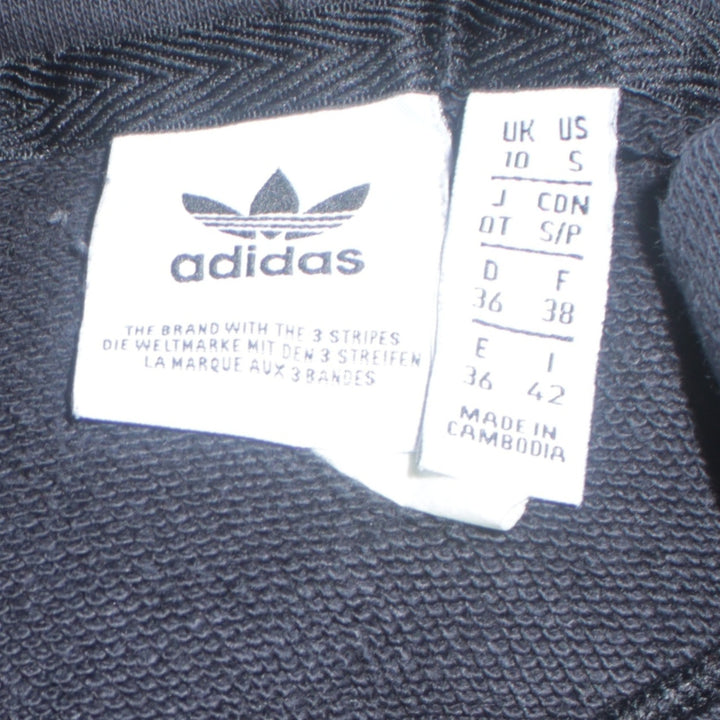 adidas
THE BRAND WITH THE 3 STRIPES
DIE WELTMARKE MIT DEN 3 STREIFEN
LA MARQUE AUX 3 BANDES
UK US
10 S
J CDN
OT S/P
D F
36 38
E I
36 42
MADE IN
CAMBODIA